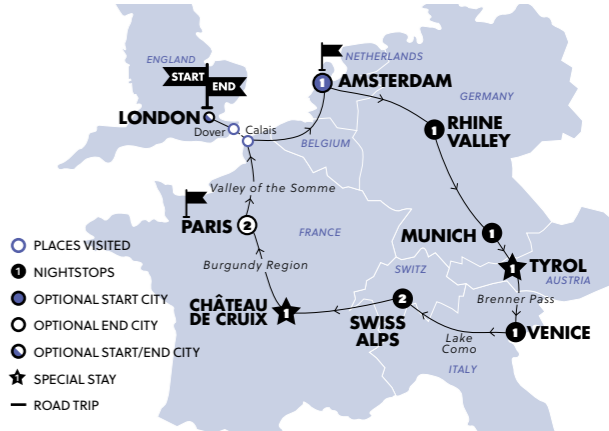 ENGLAND
START
END
LONDON
Dover
Calais
NETHERLANDS
1
AMSTERDAM
GERMANY
1
RHINE
VALLEY
BELGIUM
Valley of the Somme
PARIS
2
FRANCE
Burgundy Region
MUNICH
1
1
TYROL
AUSTRIA
SWITZ
Brenner Pass
CHÂTEAU
DE CRUIX
1
2
SWISS
ALPS
Lake
Como
1
VENICE
ITALY
PLACES VISITED
1 NIGHTSTOPS
OPTIONAL START CITY
OPTIONAL END CITY
OPTIONAL START/END CITY
1 SPECIAL STAY
ROAD TRIP